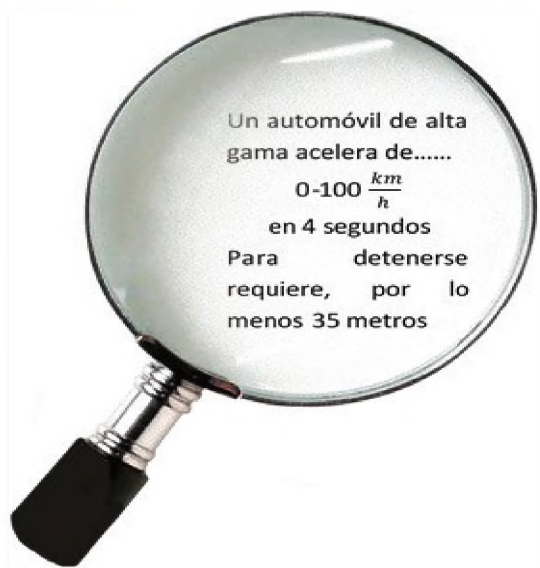 Un automóvil de alta
gama acelera de......
0-100 km/h
en 4 segundos
Para detenerse
requiere, por lo
menos 35 metros